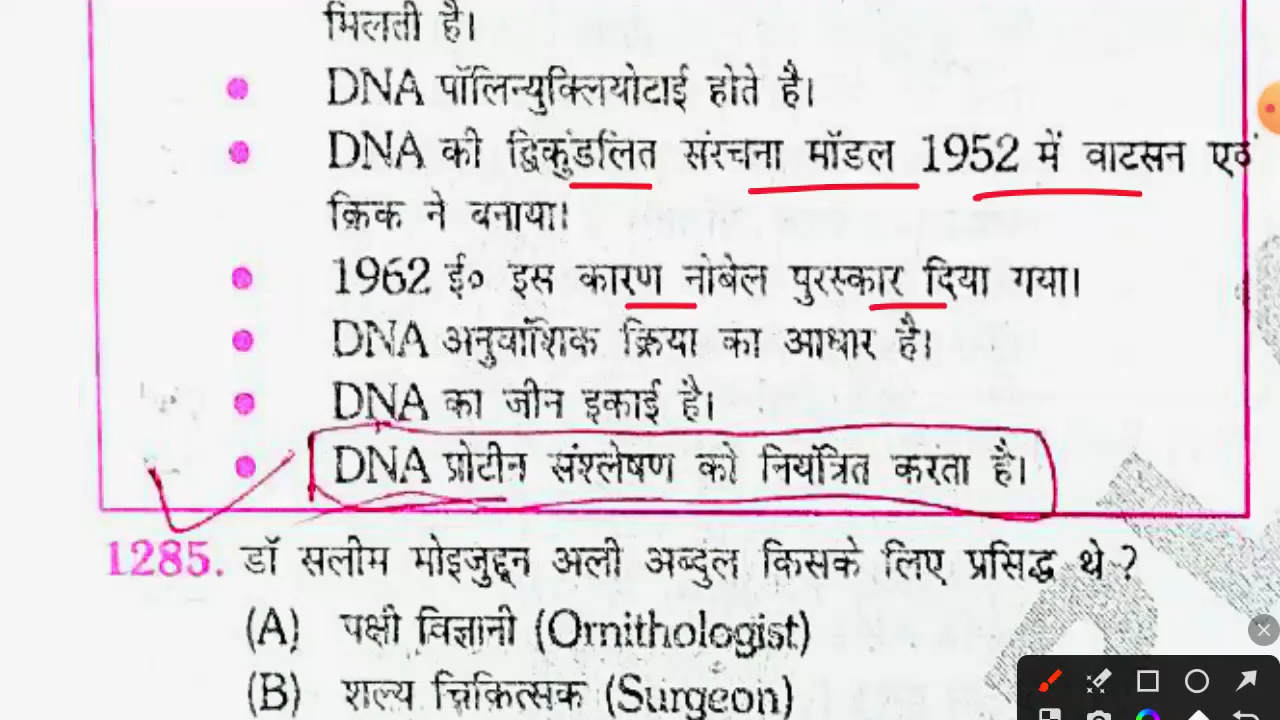 मिलती है।
DNA पॉलिन्युक्लियोटाई होते है।
DNA की द्विकुंडलित संरचना मॉडल 1952 में वाटसन एवं
क्रिक ने बनाया।
1962 ई० इस कारण नोबेल पुरस्कार दिया गया।
DNA अनुवांशिक क्रिया का आधार है।
DNA का जीन इकाई है।
DNA प्रोटीन संश्लेषण को नियंत्रित करता है।
1285. डॉ सलीम मोइजुद्दन अली अब्दुल किसके लिए प्रसिद्ध थे ?
(A) पक्षी विज्ञानी (Ornithologist)
(B) शल्य चिकित्सक (Surgeon)